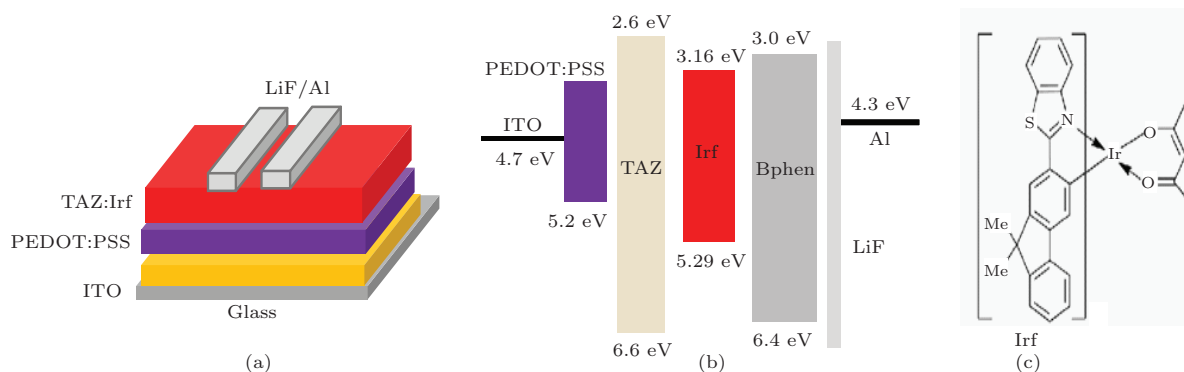 LiF/Al
TAZ:Irf
PEDOT:PSS
ITO
Glass
(a)
2.6 eV
3.16 eV
3.0 eV
PEDOT:PSS
4.3 eV
ITO
4.7 eV
TAZ
Irf
Bphen
Al
5.2 eV
5.29 eV
LiF
6.6 eV
6.4 eV
(b)
S
N
Ir
O
O
Me
Me
Irf
(c)